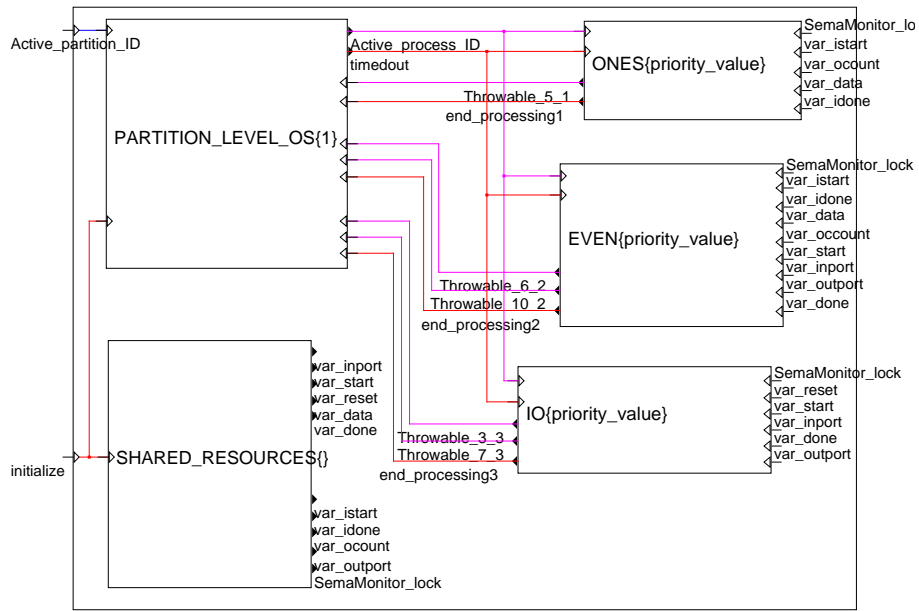 Active_partition_ID
PARTITION_LEVEL_OS{1}
Active_process_ID
timedout
Throwable_5_1
end_processing1
ONES{priority_value}
SemaMonitor_lo
var_istart
var_ocount
var_data
var_idone
Throwable_6_2
Throwable_10_2
end_processing2
EVEN{priority_value}
SemaMonitor_lock
var_istart
var_idone
var_data
var_occount
var_start
var_inport
var_outport
var_done
Throwable_3_3
Throwable_7_3
end_processing3
IO{priority_value}
SemaMonitor_lock
var_reset
var_start
var_inport
var_done
var_outport
initialize
SHARED_RESOURCES{}
var_inport
var_start
var_reset
var_data
var_done
var_istart
var_idone
var_ocount
var_outport
SemaMonitor_lock